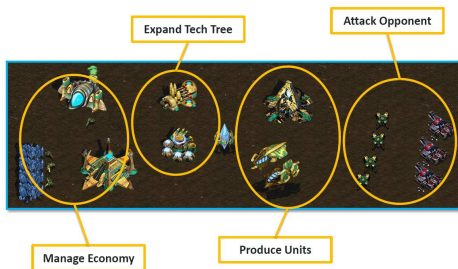 Expand Tech Tree
Attack Opponent
Manage Economy
Produce Units